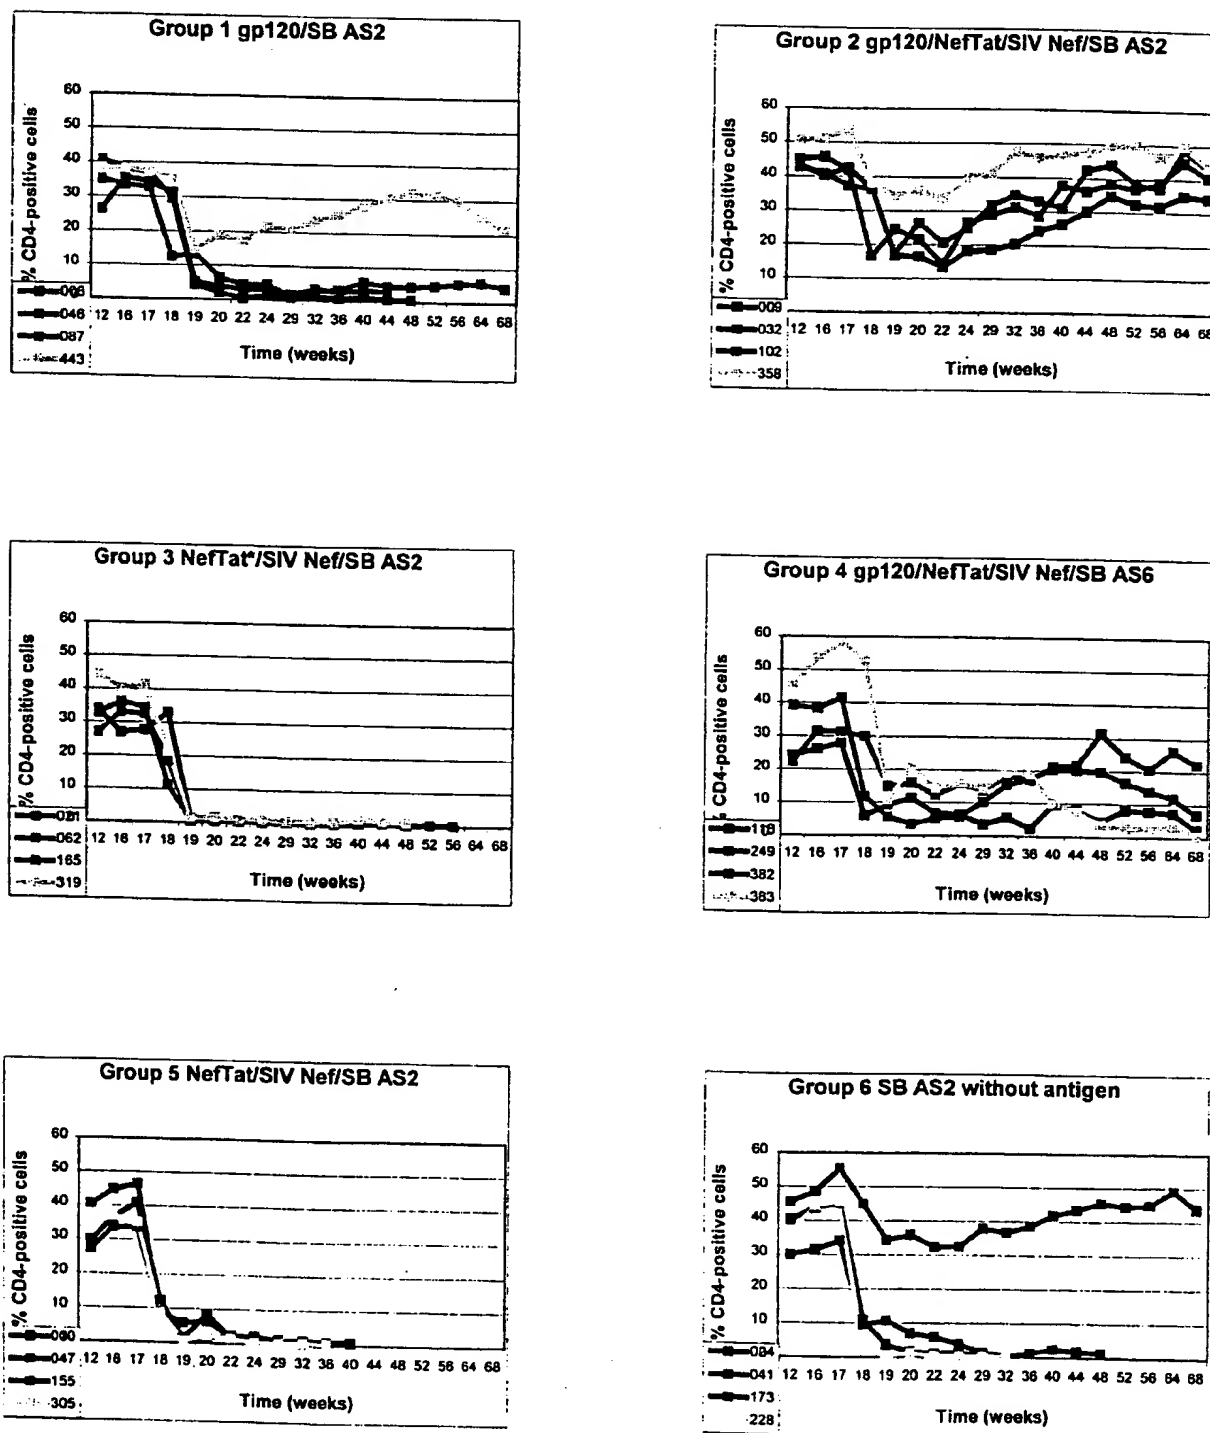 Group 1 gp120/SB AS2
% CD4-positive cells
60
50
40
30
20
10
12 16 17 18 19 20 22 24 29 32 36 40 44 48 52 56 64 68
046
087
443
Time (weeks)
Group 2 gp120/NefTat/SIV Nef/SB AS2
% CD4-positive cells
60
50
40
30
20
10
12 16 17 18 19 20 22 24 29 32 36 40 44 48 52 56 64 68
009
032
102
358
Time (weeks)
Group 3 NefTat*/SIV Nef/SB AS2
% CD4-positive cells
60
50
40
30
20
10
12 16 17 18 19 20 22 24 29 32 36 40 44 48 52 56 64 68
062
165
319
Time (weeks)
Group 4 gp120/NefTat/SIV Nef/SB AS6
% CD4-positive cells
60
50
40
30
20
10
12 16 17 18 19 20 22 24 29 32 36 40 44 48 52 56 64 68
249
382
383
Time (weeks)
Group 5 NefTat/SIV Nef/SB AS2
% CD4-positive cells
60
50
40
30
20
10
12 16 17 18 19 20 22 24 29 32 36 40 44 48 52 56 64 68
047
155
305
Time (weeks)
Group 6 SB AS2 without antigen
% CD4-positive cells
60
50
40
30
20
10
12 16 17 18 19 20 22 24 29 32 36 40 44 48 52 56 64 68
041
173
228
Time (weeks)